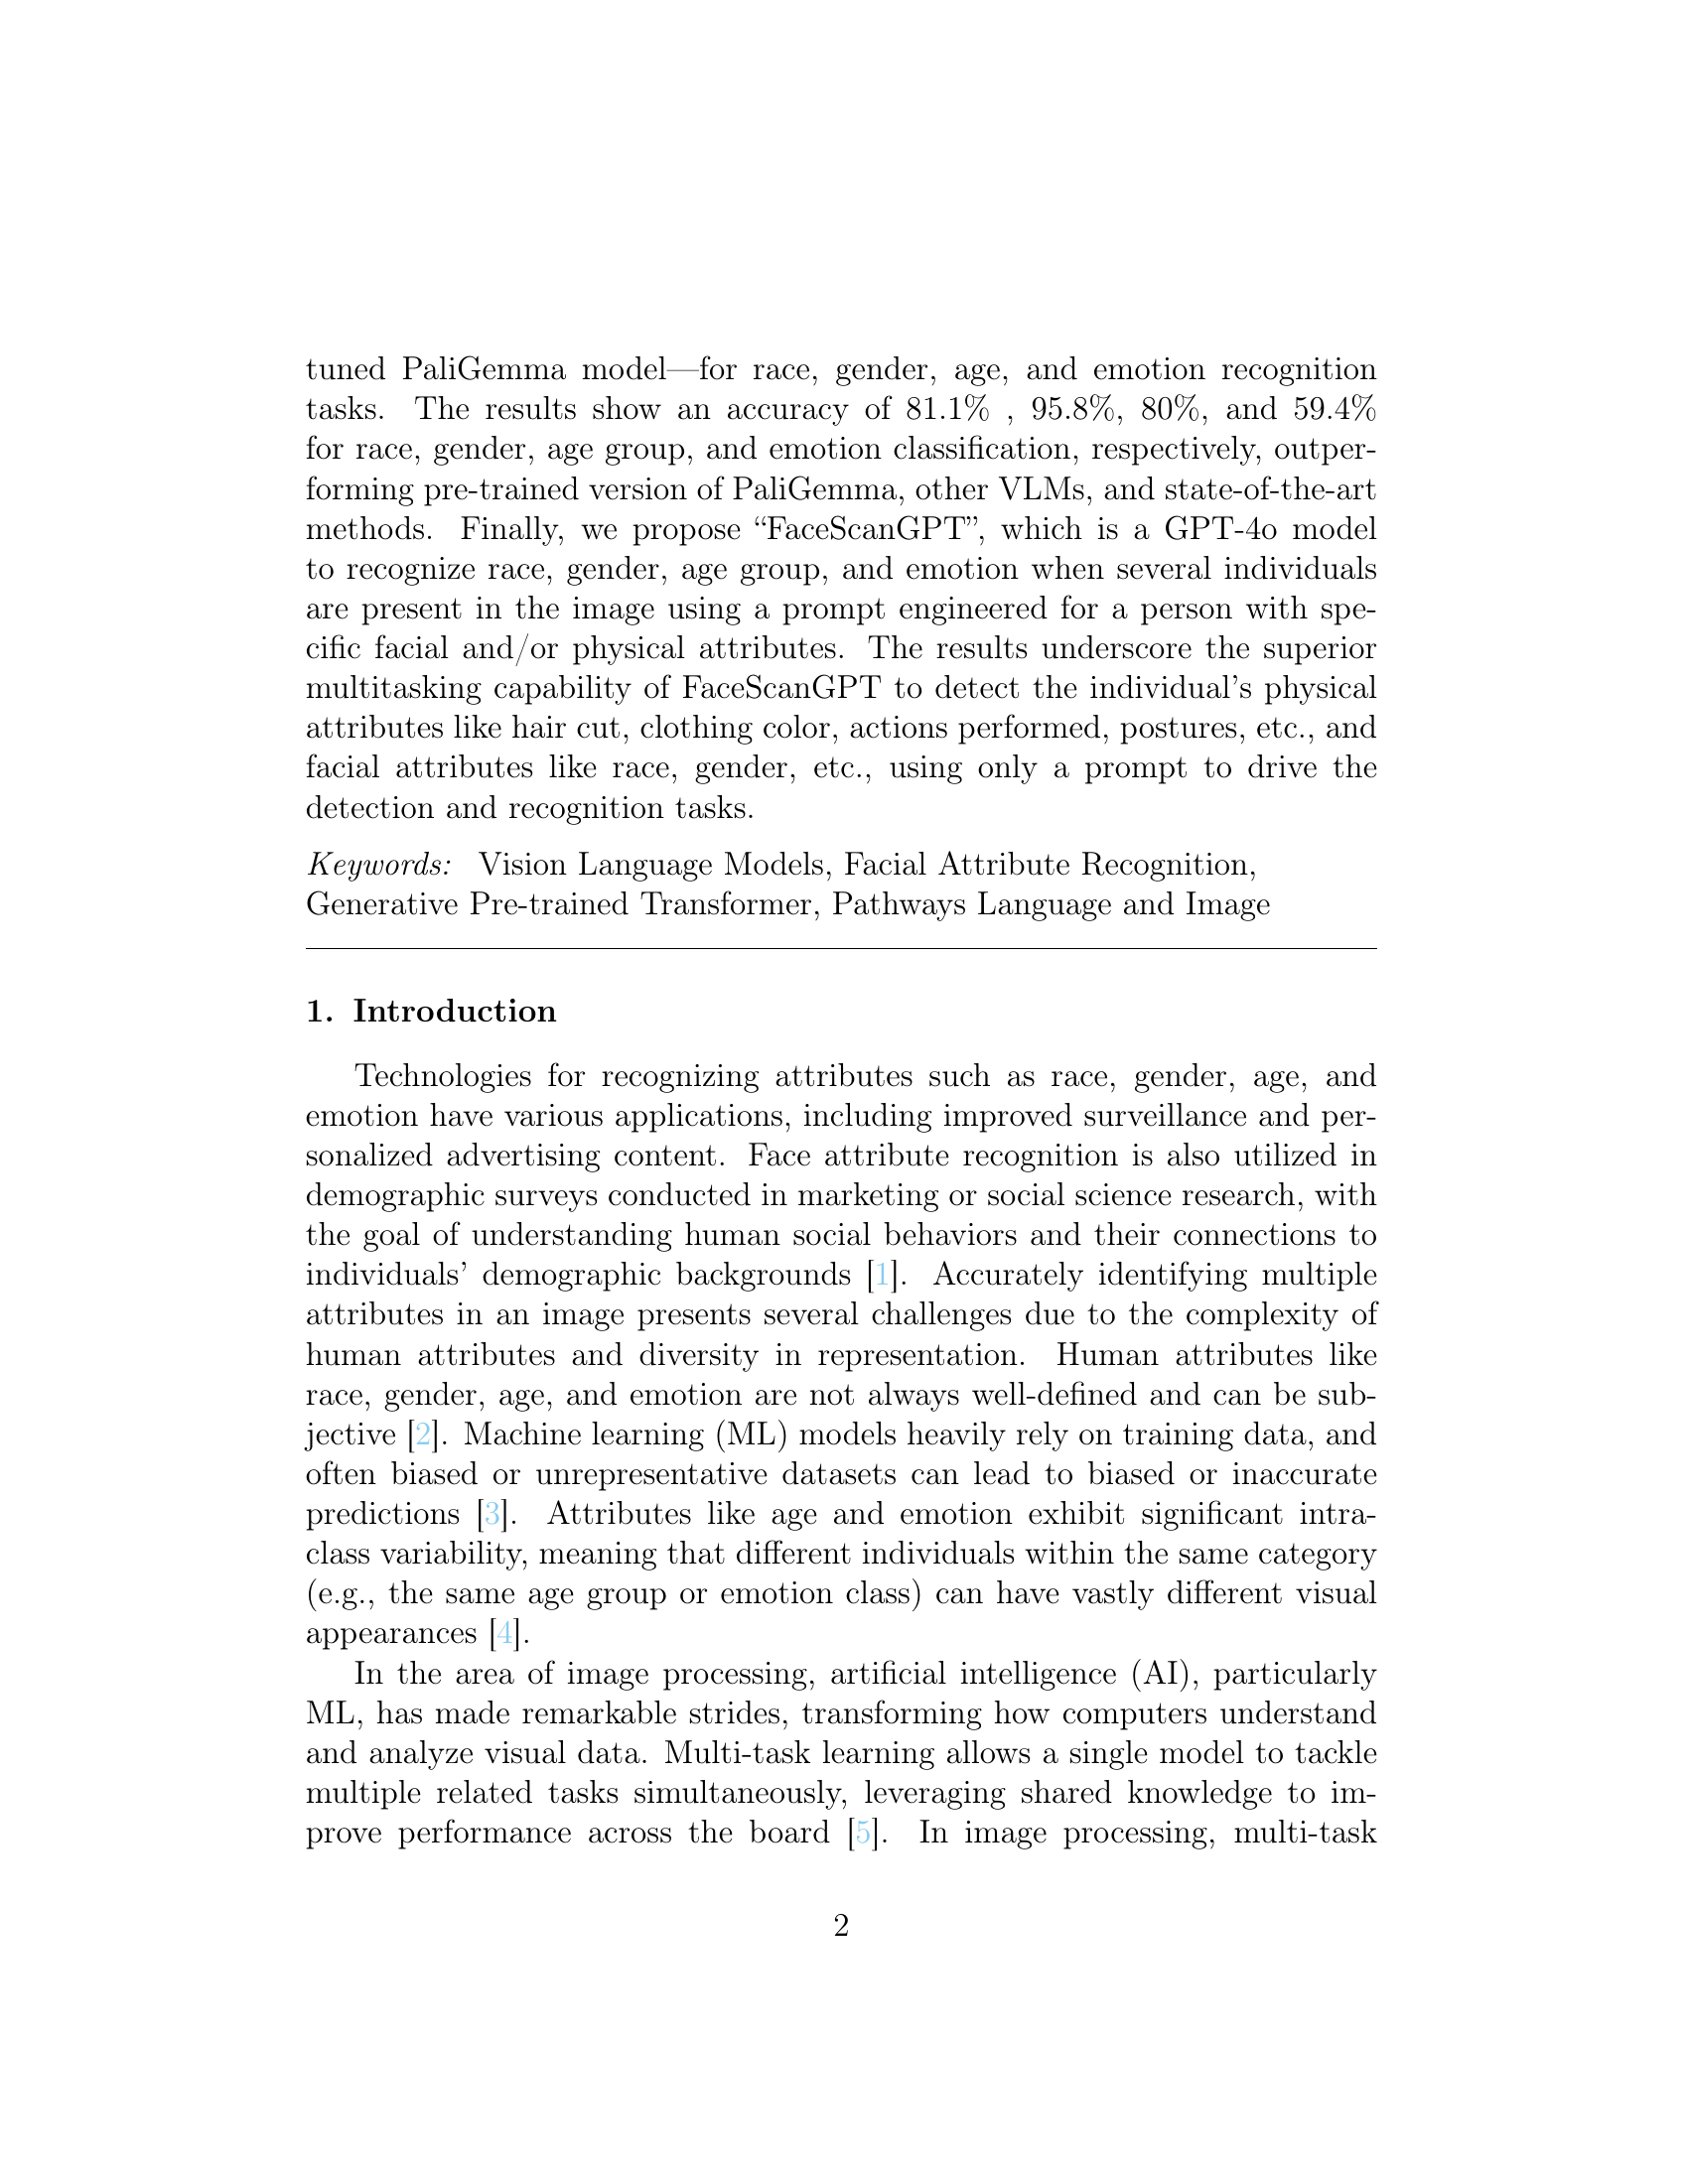 tuned PaliGemma model—for race, gender, age, and emotion recognition
tasks. The results show an accuracy of 81.1% , 95.8%, 80%, and 59.4%
for race, gender, age group, and emotion classification, respectively, outper-
forming pre-trained version of PaliGemma, other VLMs, and state-of-the-art
methods. Finally, we propose “FaceScanGPT”, which is a GPT-4o model
to recognize race, gender, age group, and emotion when several individuals
are present in the image using a prompt engineered for a person with spe-
cific facial and/or physical attributes. The results underscore the superior
multitasking capability of FaceScanGPT to detect the individual’s physical
attributes like hair cut, clothing color, actions performed, postures, etc., and
facial attributes like race, gender, etc., using only a prompt to drive the
detection and recognition tasks.
Keywords: Vision Language Models, Facial Attribute Recognition,
Generative Pre-trained Transformer, Pathways Language and Image
1. Introduction
Technologies for recognizing attributes such as race, gender, age, and
emotion have various applications, including improved surveillance and per-
sonalized advertising content. Face attribute recognition is also utilized in
demographic surveys conducted in marketing or social science research, with
the goal of understanding human social behaviors and their connections to
individuals’ demographic backgrounds [1]. Accurately identifying multiple
attributes in an image presents several challenges due to the complexity of
human attributes and diversity in representation. Human attributes like
race, gender, age, and emotion are not always well-defined and can be sub-
jective [2]. Machine learning (ML) models heavily rely on training data, and
often biased or unrepresentative datasets can lead to biased or inaccurate
predictions [3]. Attributes like age and emotion exhibit significant intra-
class variability, meaning that different individuals within the same category
(e.g., the same age group or emotion class) can have vastly different visual
appearances [4].
In the area of image processing, artificial intelligence (AI), particularly
ML, has made remarkable strides, transforming how computers understand
and analyze visual data. Multi-task learning allows a single model to tackle
multiple related tasks simultaneously, leveraging shared knowledge to im-
prove performance across the board [5]. In image processing, multi-task
2